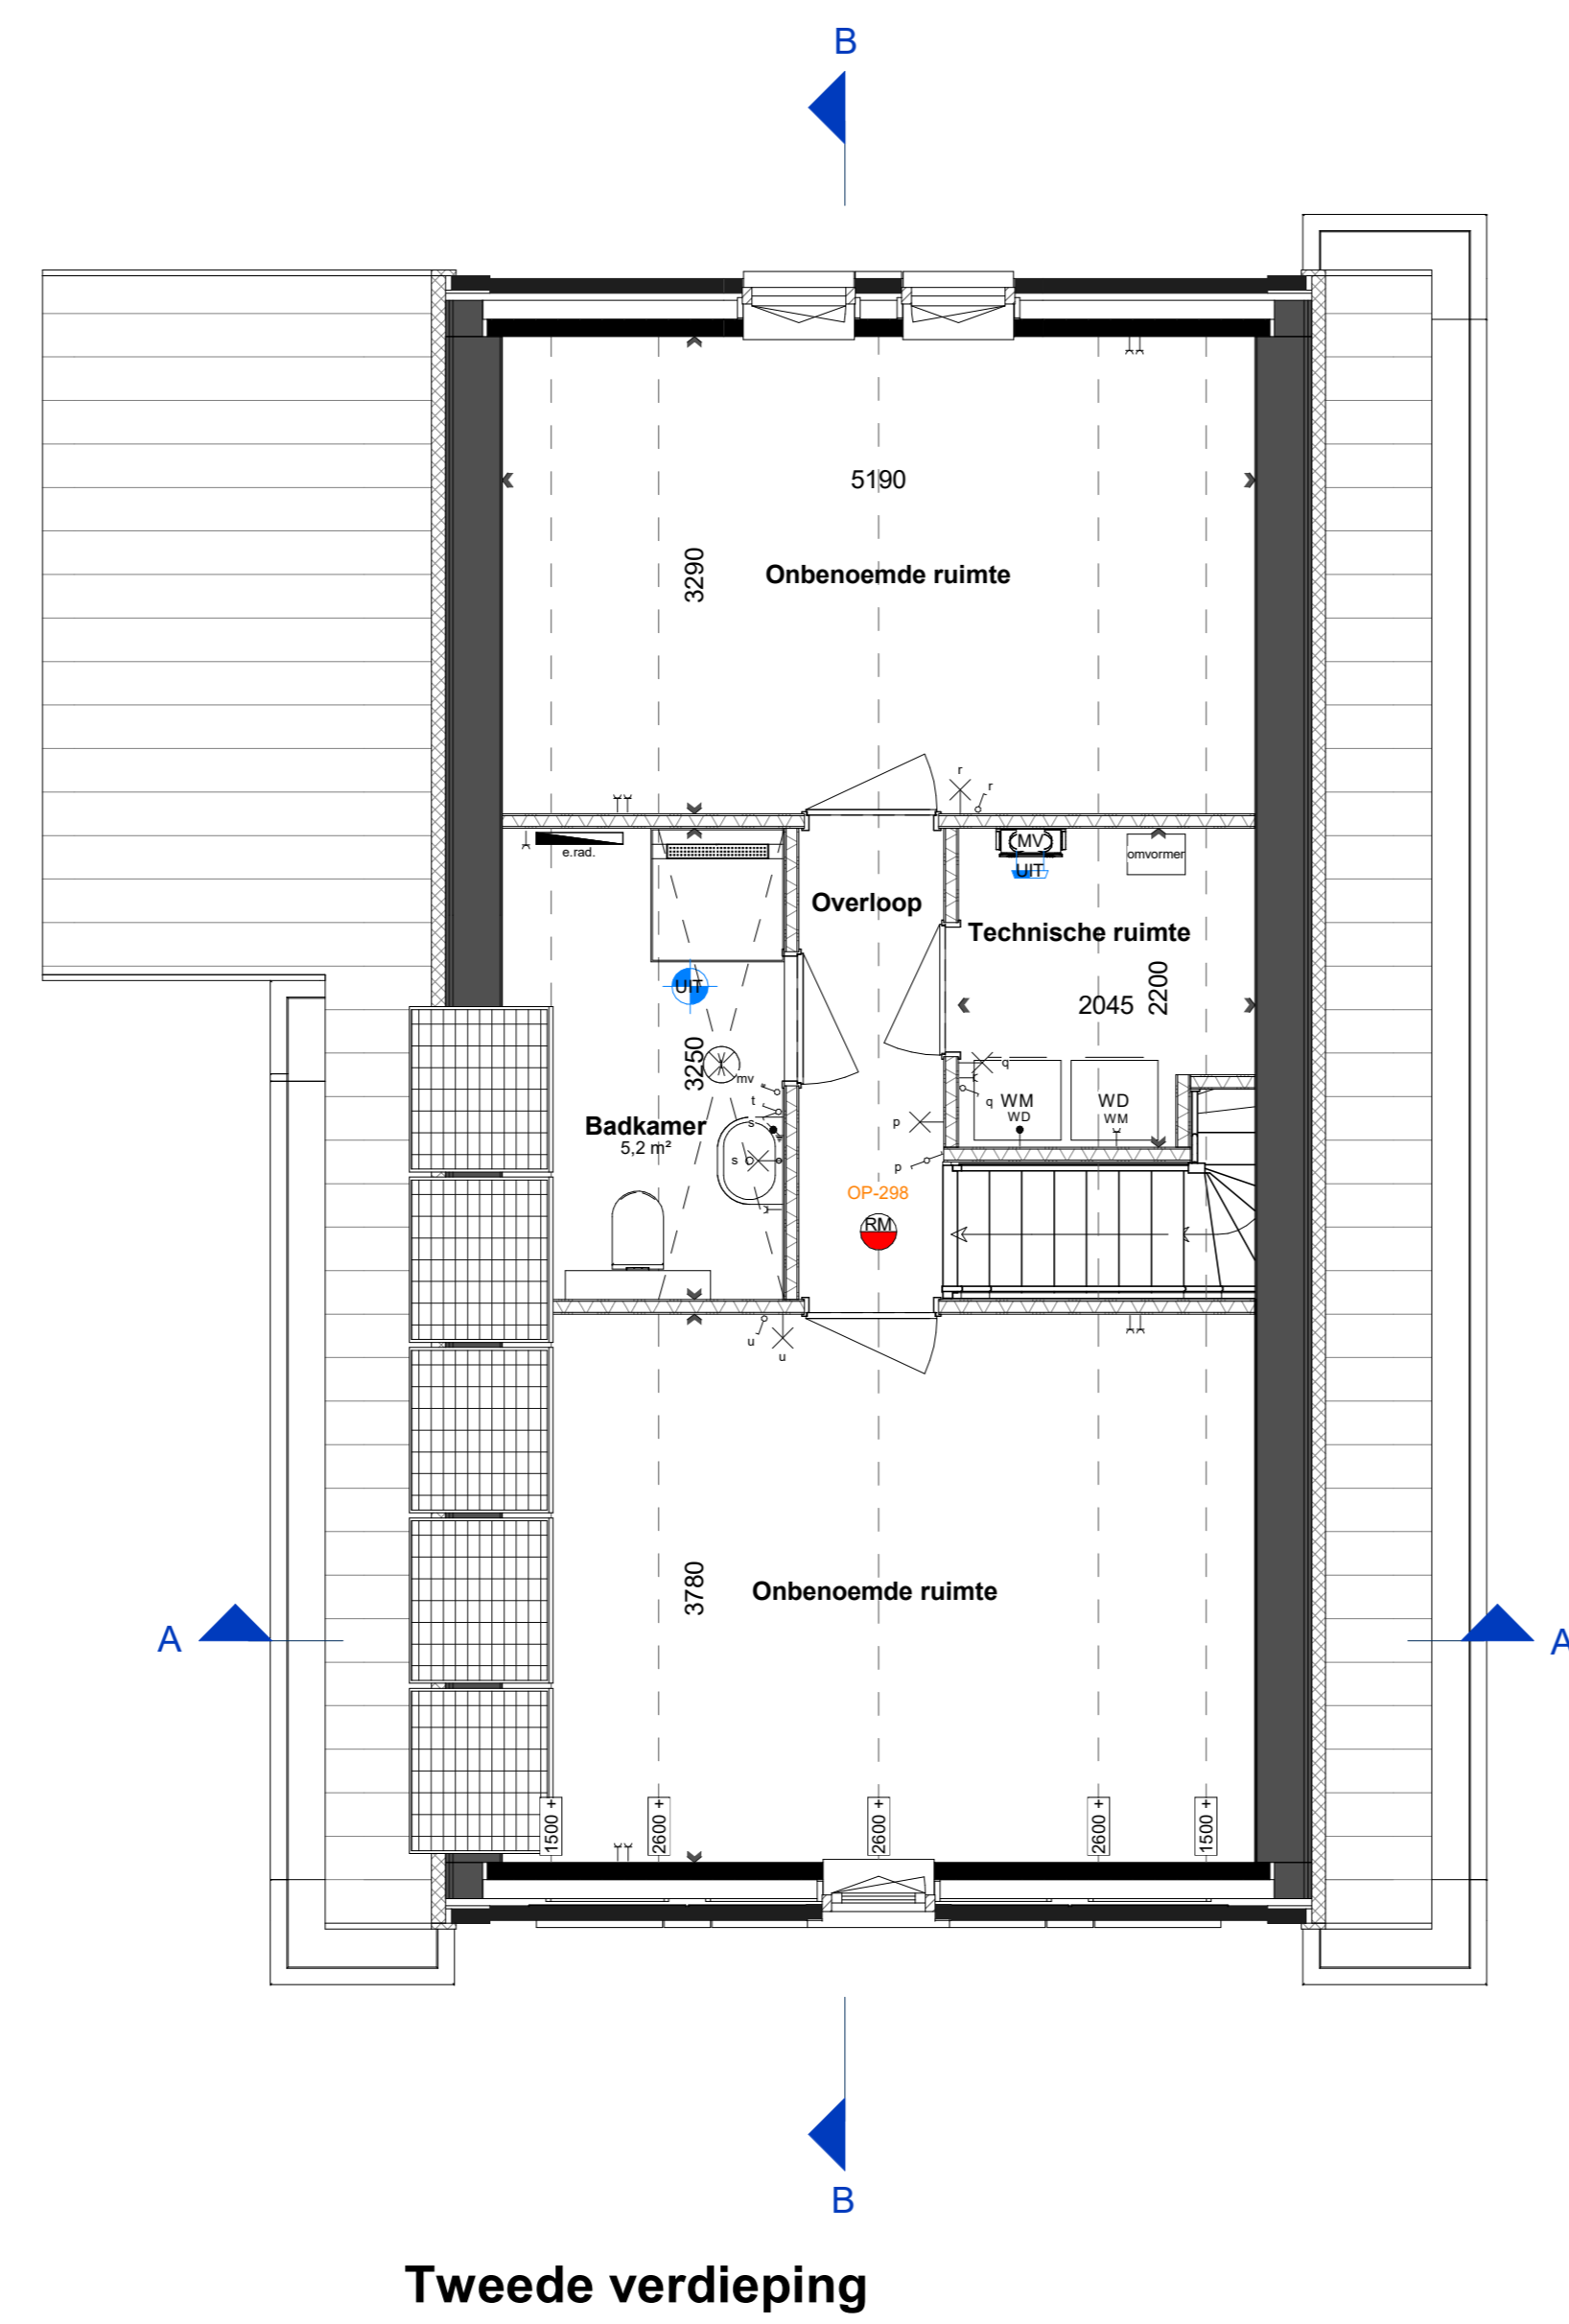 B
5190
3290
Onbenoemde ruimte
r
r
e.rad.
MV
UIT
omvormer
Overloop
Technische ruimte
UIT
2200
2045
3250
mv
q
q
t
s
WM
WD
WD
WM
p
Badkamer
5,2 m²
s
p
OP-298
RM
u
u
3780
Onbenoemde ruimte
A
A
1500 +
2600 +
2600 +
2600 +
1500 +
B
Tweede verdieping